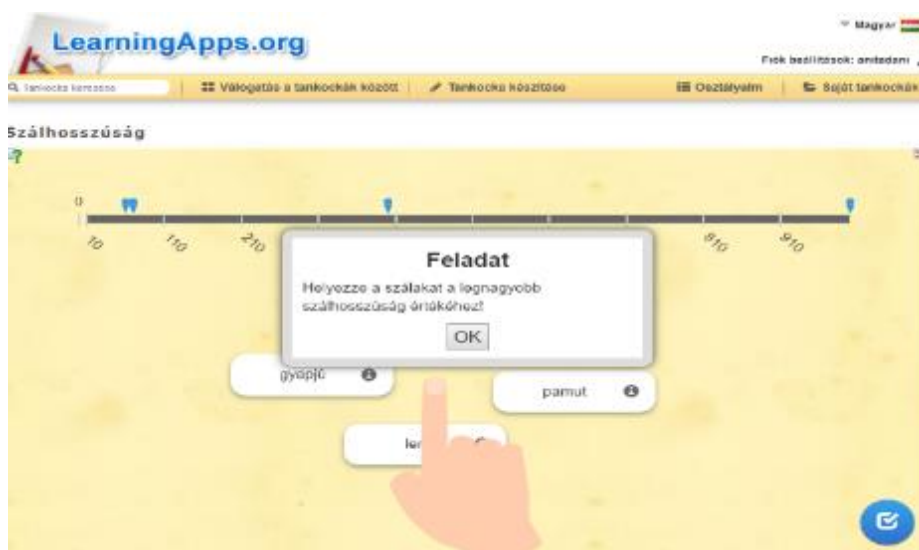 LearningApps.org
Magyar
Fiók beállítások: anitadani
Tankocka keresése
Válogatás a tankockák között
Tankocka készítése
Osztályaim
Saját tankockák
Szálhosszúság
0
10
110
210
810
910
Feladat
Helyezze a szálakat a legnagyobb
szálhosszúság értékéhez!
OK
gyapjú
pamut